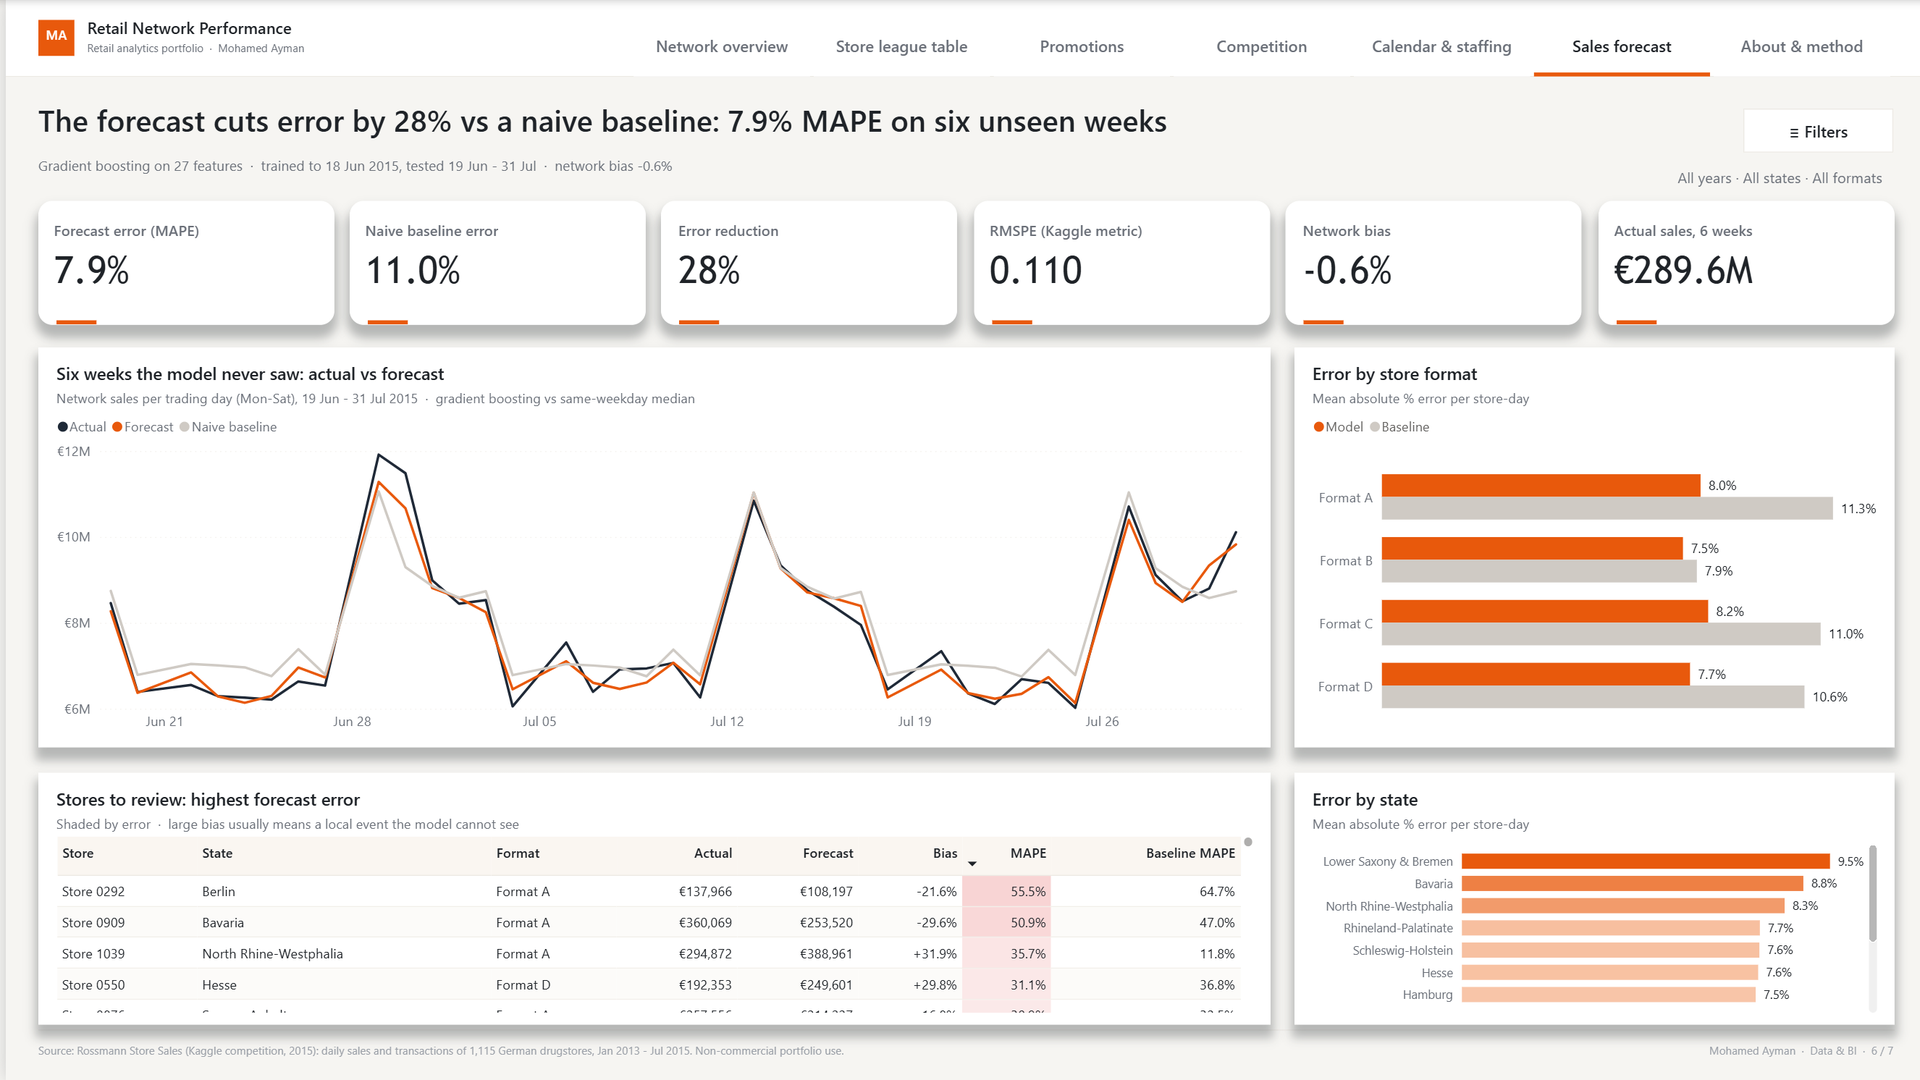 MA
Retail Network Performance
Retail analytics portfolio · Mohamed Ayman
Network overview
Store league table
Promotions
Competition
Calendar & staffing
Sales forecast
About & method
The forecast cuts error by 28% vs a naive baseline: 7.9% MAPE on six unseen weeks
Gradient boosting on 27 features · trained to 18 Jun 2015, tested 19 Jun - 31 Jul · network bias -0.6%
Filters
All years · All states · All formats
Forecast error (MAPE)
7.9%
Naive baseline error
11.0%
Error reduction
28%
RMSPE (Kaggle metric)
0.110
Network bias
-0.6%
Actual sales, 6 weeks
€289.6M
Six weeks the model never saw: actual vs forecast
Network sales per trading day (Mon-Sat), 19 Jun - 31 Jul 2015 · gradient boosting vs same-weekday median
Actual Forecast Naive baseline
€12M
€10M
€8M
€6M
Jun 21 Jun 28 Jul 05 Jul 12 Jul 19 Jul 26
Error by store format
Mean absolute % error per store-day
Model Baseline
Format A 8.0% 11.3%
Format B 7.5% 7.9%
Format C 8.2% 11.0%
Format D 7.7% 10.6%
Stores to review: highest forecast error
Shaded by error · large bias usually means a local event the model cannot see
Store State Format Actual Forecast Bias MAPE Baseline MAPE
Store 0292 Berlin Format A €137,966 €108,197 -21.6% 55.5% 64.7%
Store 0909 Bavaria Format A €360,069 €253,520 -29.6% 50.9% 47.0%
Store 1039 North Rhine-Westphalia Format A €294,872 €388,961 +31.9% 35.7% 11.8%
Store 0550 Hesse Format D €192,353 €249,601 +29.8% 31.1% 36.8%
Error by state
Mean absolute % error per store-day
Lower Saxony & Bremen 9.5%
Bavaria 8.8%
North Rhine-Westphalia 8.3%
Rhineland-Palatinate 7.7%
Schleswig-Holstein 7.6%
Hesse 7.6%
Hamburg 7.5%
Source: Rossmann Store Sales (Kaggle competition, 2015): daily sales and transactions of 1,115 German drugstores, Jan 2013 - Jul 2015. Non-commercial portfolio use.
Mohamed Ayman · Data & BI · 6 / 7